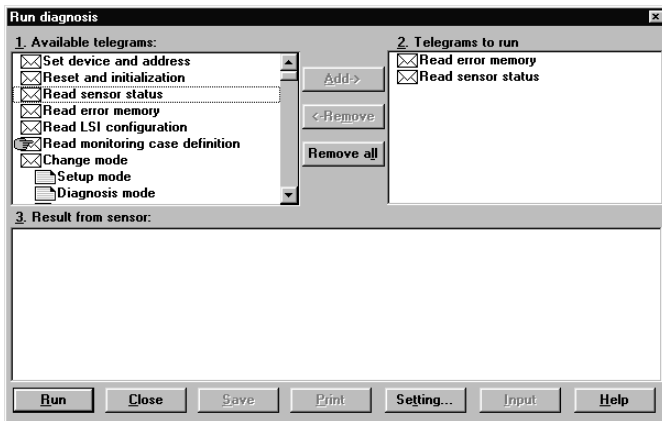 Run diagnosis
1. Available telegrams:
Set device and address
Reset and initialization
Read sensor status
Read error memory
Read LSI configuration
Read monitoring case definition
Change mode
Setup mode
Diagnosis mode
Add->
<-Remove
Remove all
2. Telegrams to run
Read error memory
Read sensor status
3. Result from sensor:
Run
Close
Save
Print
Setting...
Input
Help